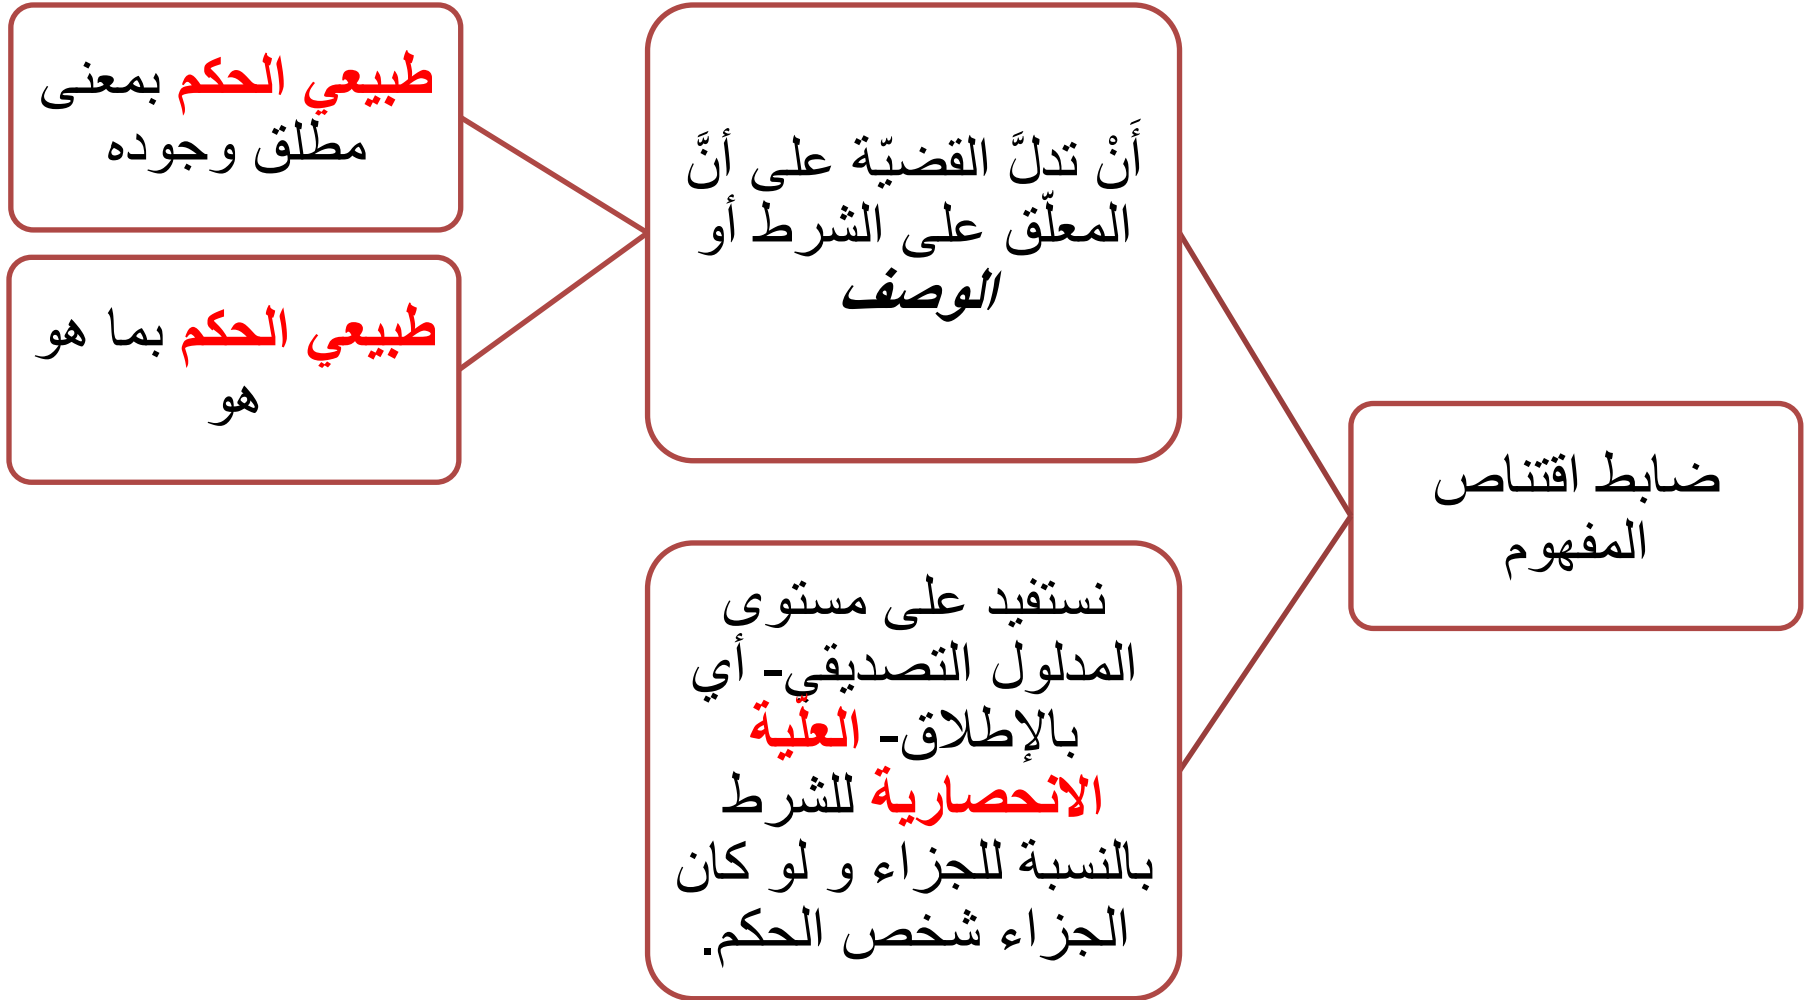 ضابط اقتناص
المفهوم
أَنْ تدلَّ القضيّة على أنَّ
المعلّق على الشرط أو
الوصف
طبيعي الحكم بمعنى
مطلق وجوده
طبيعي الحكم بما هو
هو
نستفيد على مستوى
المدلول التصديقي- أي
بالإطلاق- العلّية
الانحصارية للشرط
بالنسبة للجزاء و لو كان
الجزاء شخص الحكم.